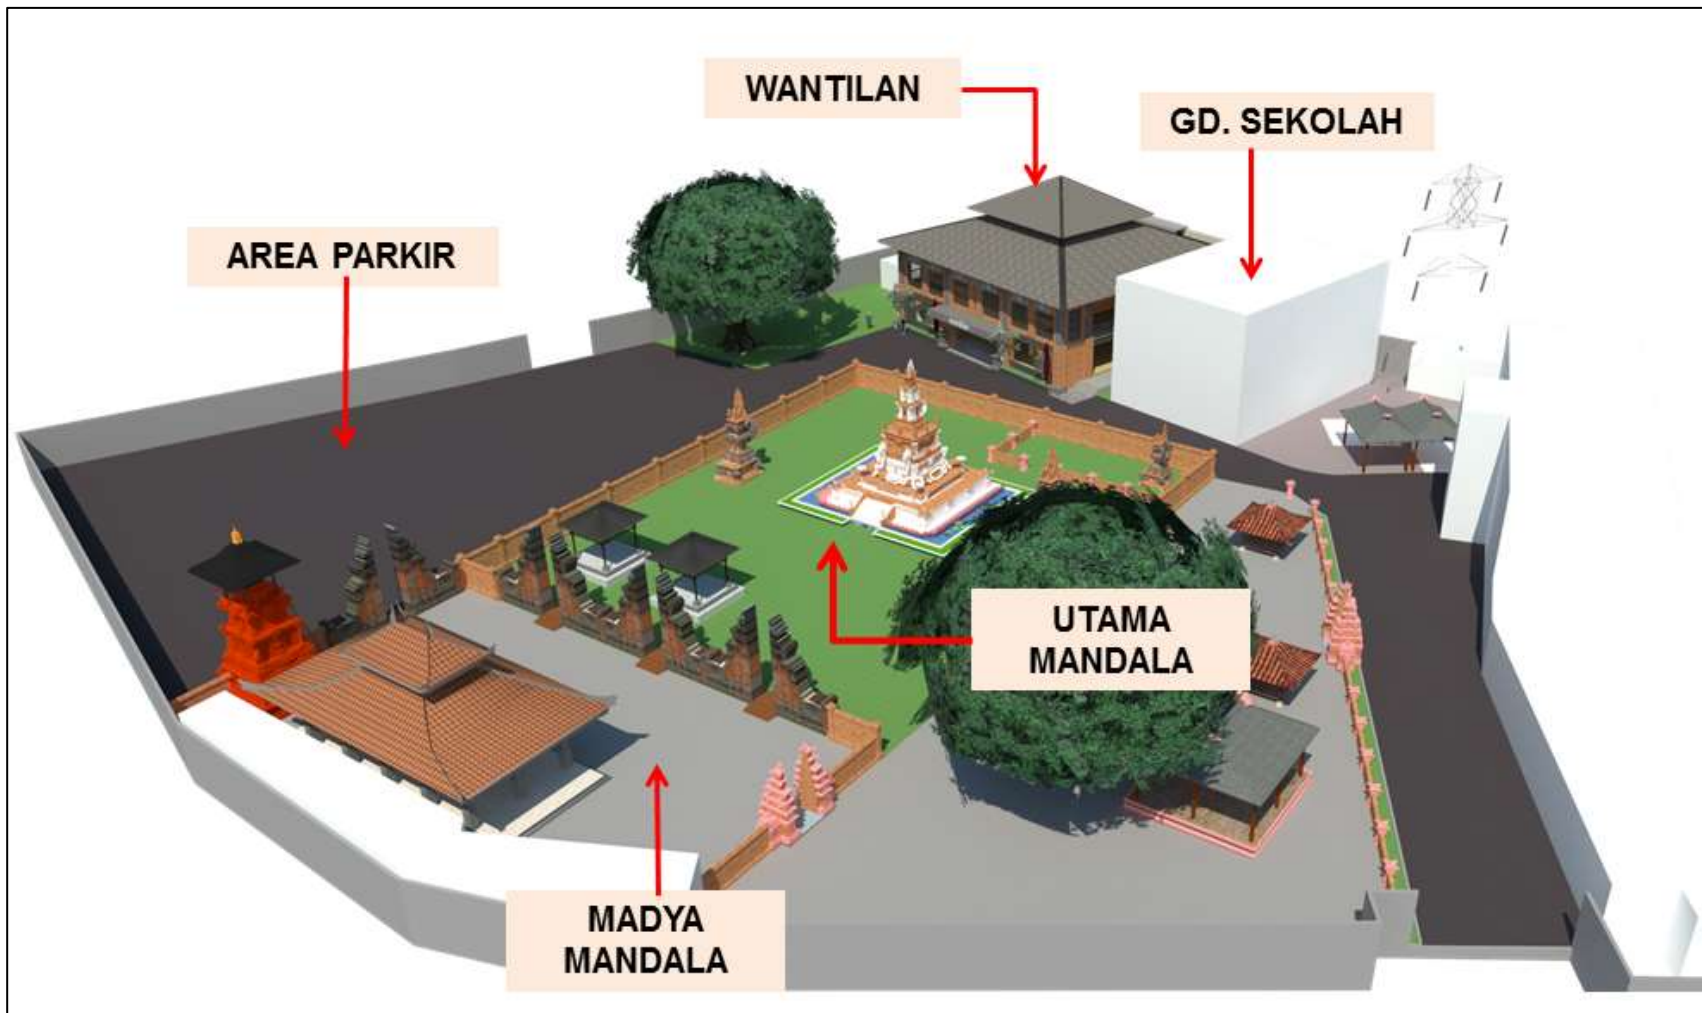 WANTILAN
GD. SEKOLAH
AREA PARKIR
UTAMA
MANDALA
MADYA
MANDALA